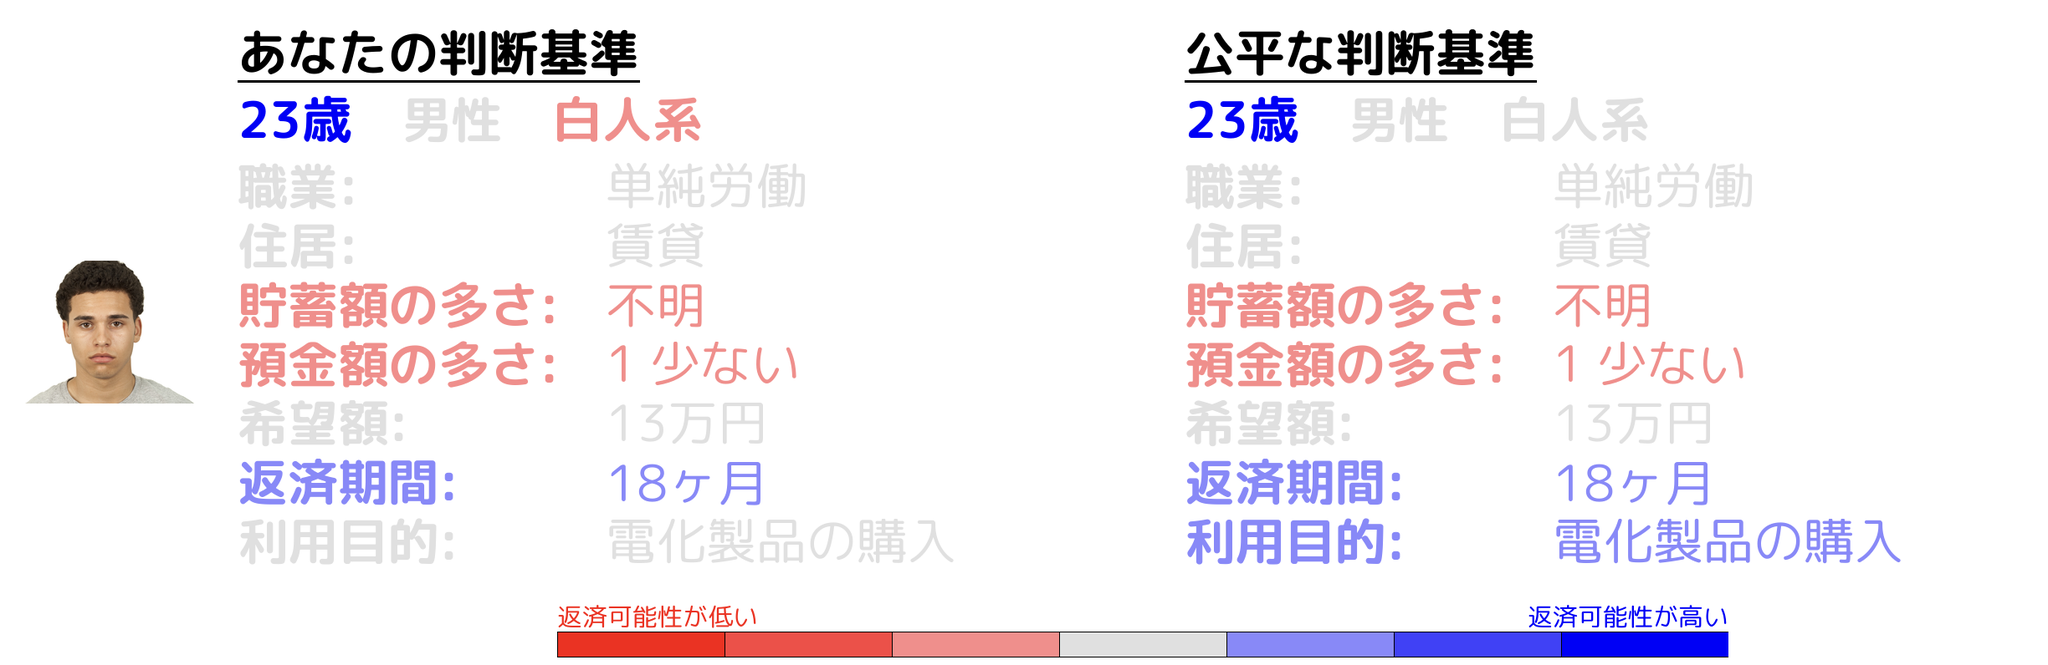 あなたの判断基準
23歳 男性 白人系
職業: 単純労働
住居: 賃貸
貯蓄額の多さ: 不明
預金額の多さ: 1 少ない
希望額: 13万円
返済期間: 18ヶ月
利用目的: 電化製品の購入
公平な判断基準
23歳 男性 白人系
職業: 単純労働
住居: 賃貸
貯蓄額の多さ: 不明
預金額の多さ: 1 少ない
希望額: 13万円
返済期間: 18ヶ月
利用目的: 電化製品の購入
返済可能性が低い
返済可能性が高い